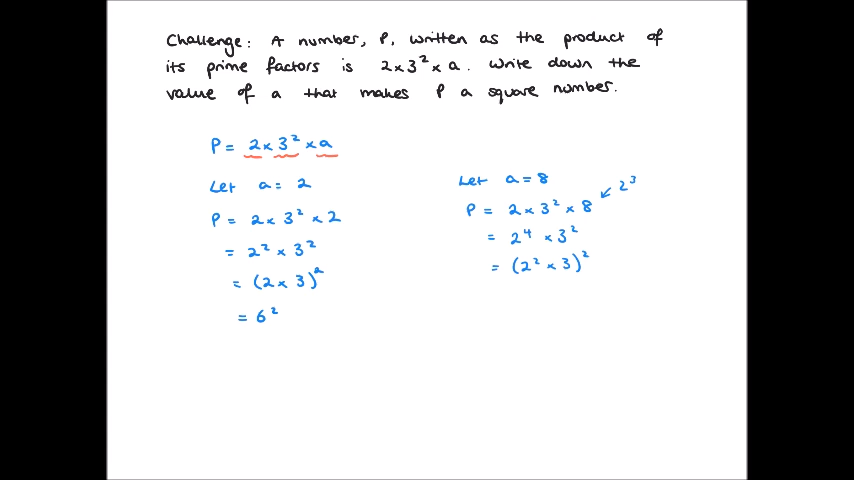 Challenge: A number, P, written as the product of
its prime factors is 2×3²×a. Write down the
value of a that makes P a square number.
P = 2×3²×a
Let a = 2
P = 2×3²×2
= 2²×3²
= (2×3)²
= 6²
Let a = 8
P = 2×3²×8 ↙ 2³
= 2⁴×3²
= (2²×3)²